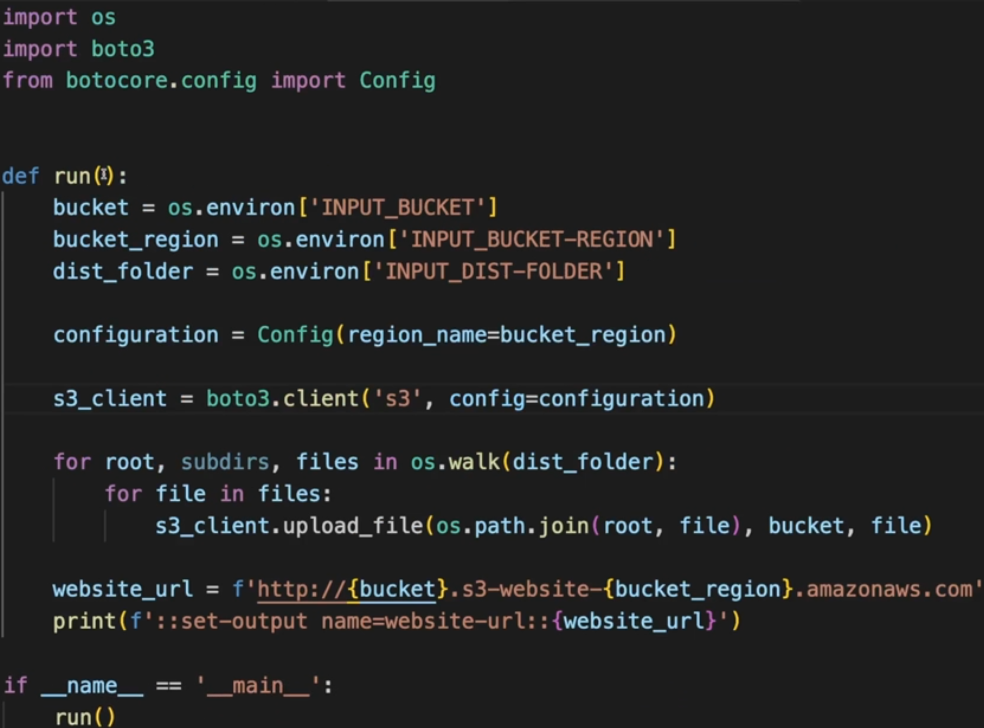 import os
import boto3
from botocore.config import Config
def run():
bucket = os.environ['INPUT_BUCKET']
bucket_region = os.environ['INPUT_BUCKET-REGION']
dist_folder = os.environ['INPUT_DIST-FOLDER']
configuration = Config(region_name=bucket_region)
s3_client = boto3.client('s3', config=configuration)
for root, subdirs, files in os.walk(dist_folder):
for file in files:
s3_client.upload_file(os.path.join(root, file), bucket, file)
website_url = f'http://{bucket}.s3-website-{bucket_region}.amazonaws.com'
print(f'::set-output name=website-url::{website_url}')
if __name__ == '__main__':
run()